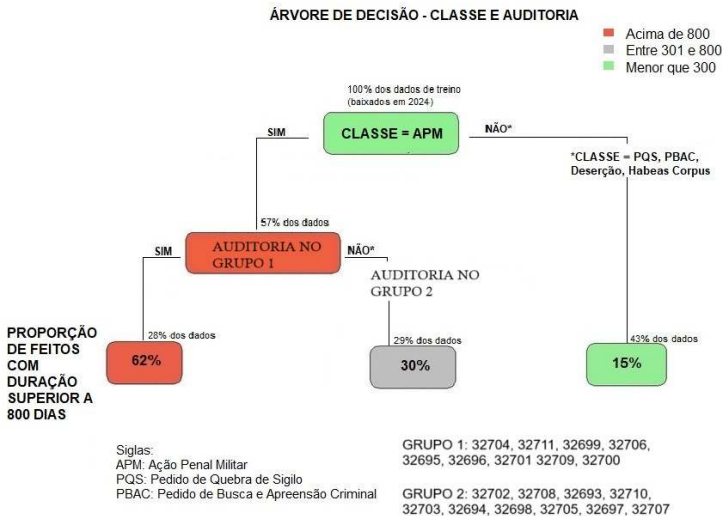 ÁRVORE DE DECISÃO - CLASSE E AUDITORIA
Acima de 800
Entre 301 e 800
Menor que 300
100% dos dados de treino
(baixados em 2024)
CLASSE = APM
SIM
NÃO*
*CLASSE = PQS, PBAC,
Deserção, Habeas Corpus
57% dos dados
AUDITORIA NO
GRUPO 1
SIM
NÃO*
AUDITORIA NO
GRUPO 2
PROPORÇÃO
DE FEITOS
COM
DURAÇÃO
SUPERIOR A
800 DIAS
28% dos dados
62%
29% dos dados
30%
43% dos dados
15%
Siglas:
APM: Ação Penal Militar
PQS: Pedido de Quebra de Sigilo
PBAC: Pedido de Busca e Apreensão Criminal
GRUPO 1: 32704, 32711, 32699, 32706,
32695, 32696, 32701 32709, 32700
GRUPO 2: 32702, 32708, 32693, 32710,
32703, 32694, 32698, 32705, 32697, 32707